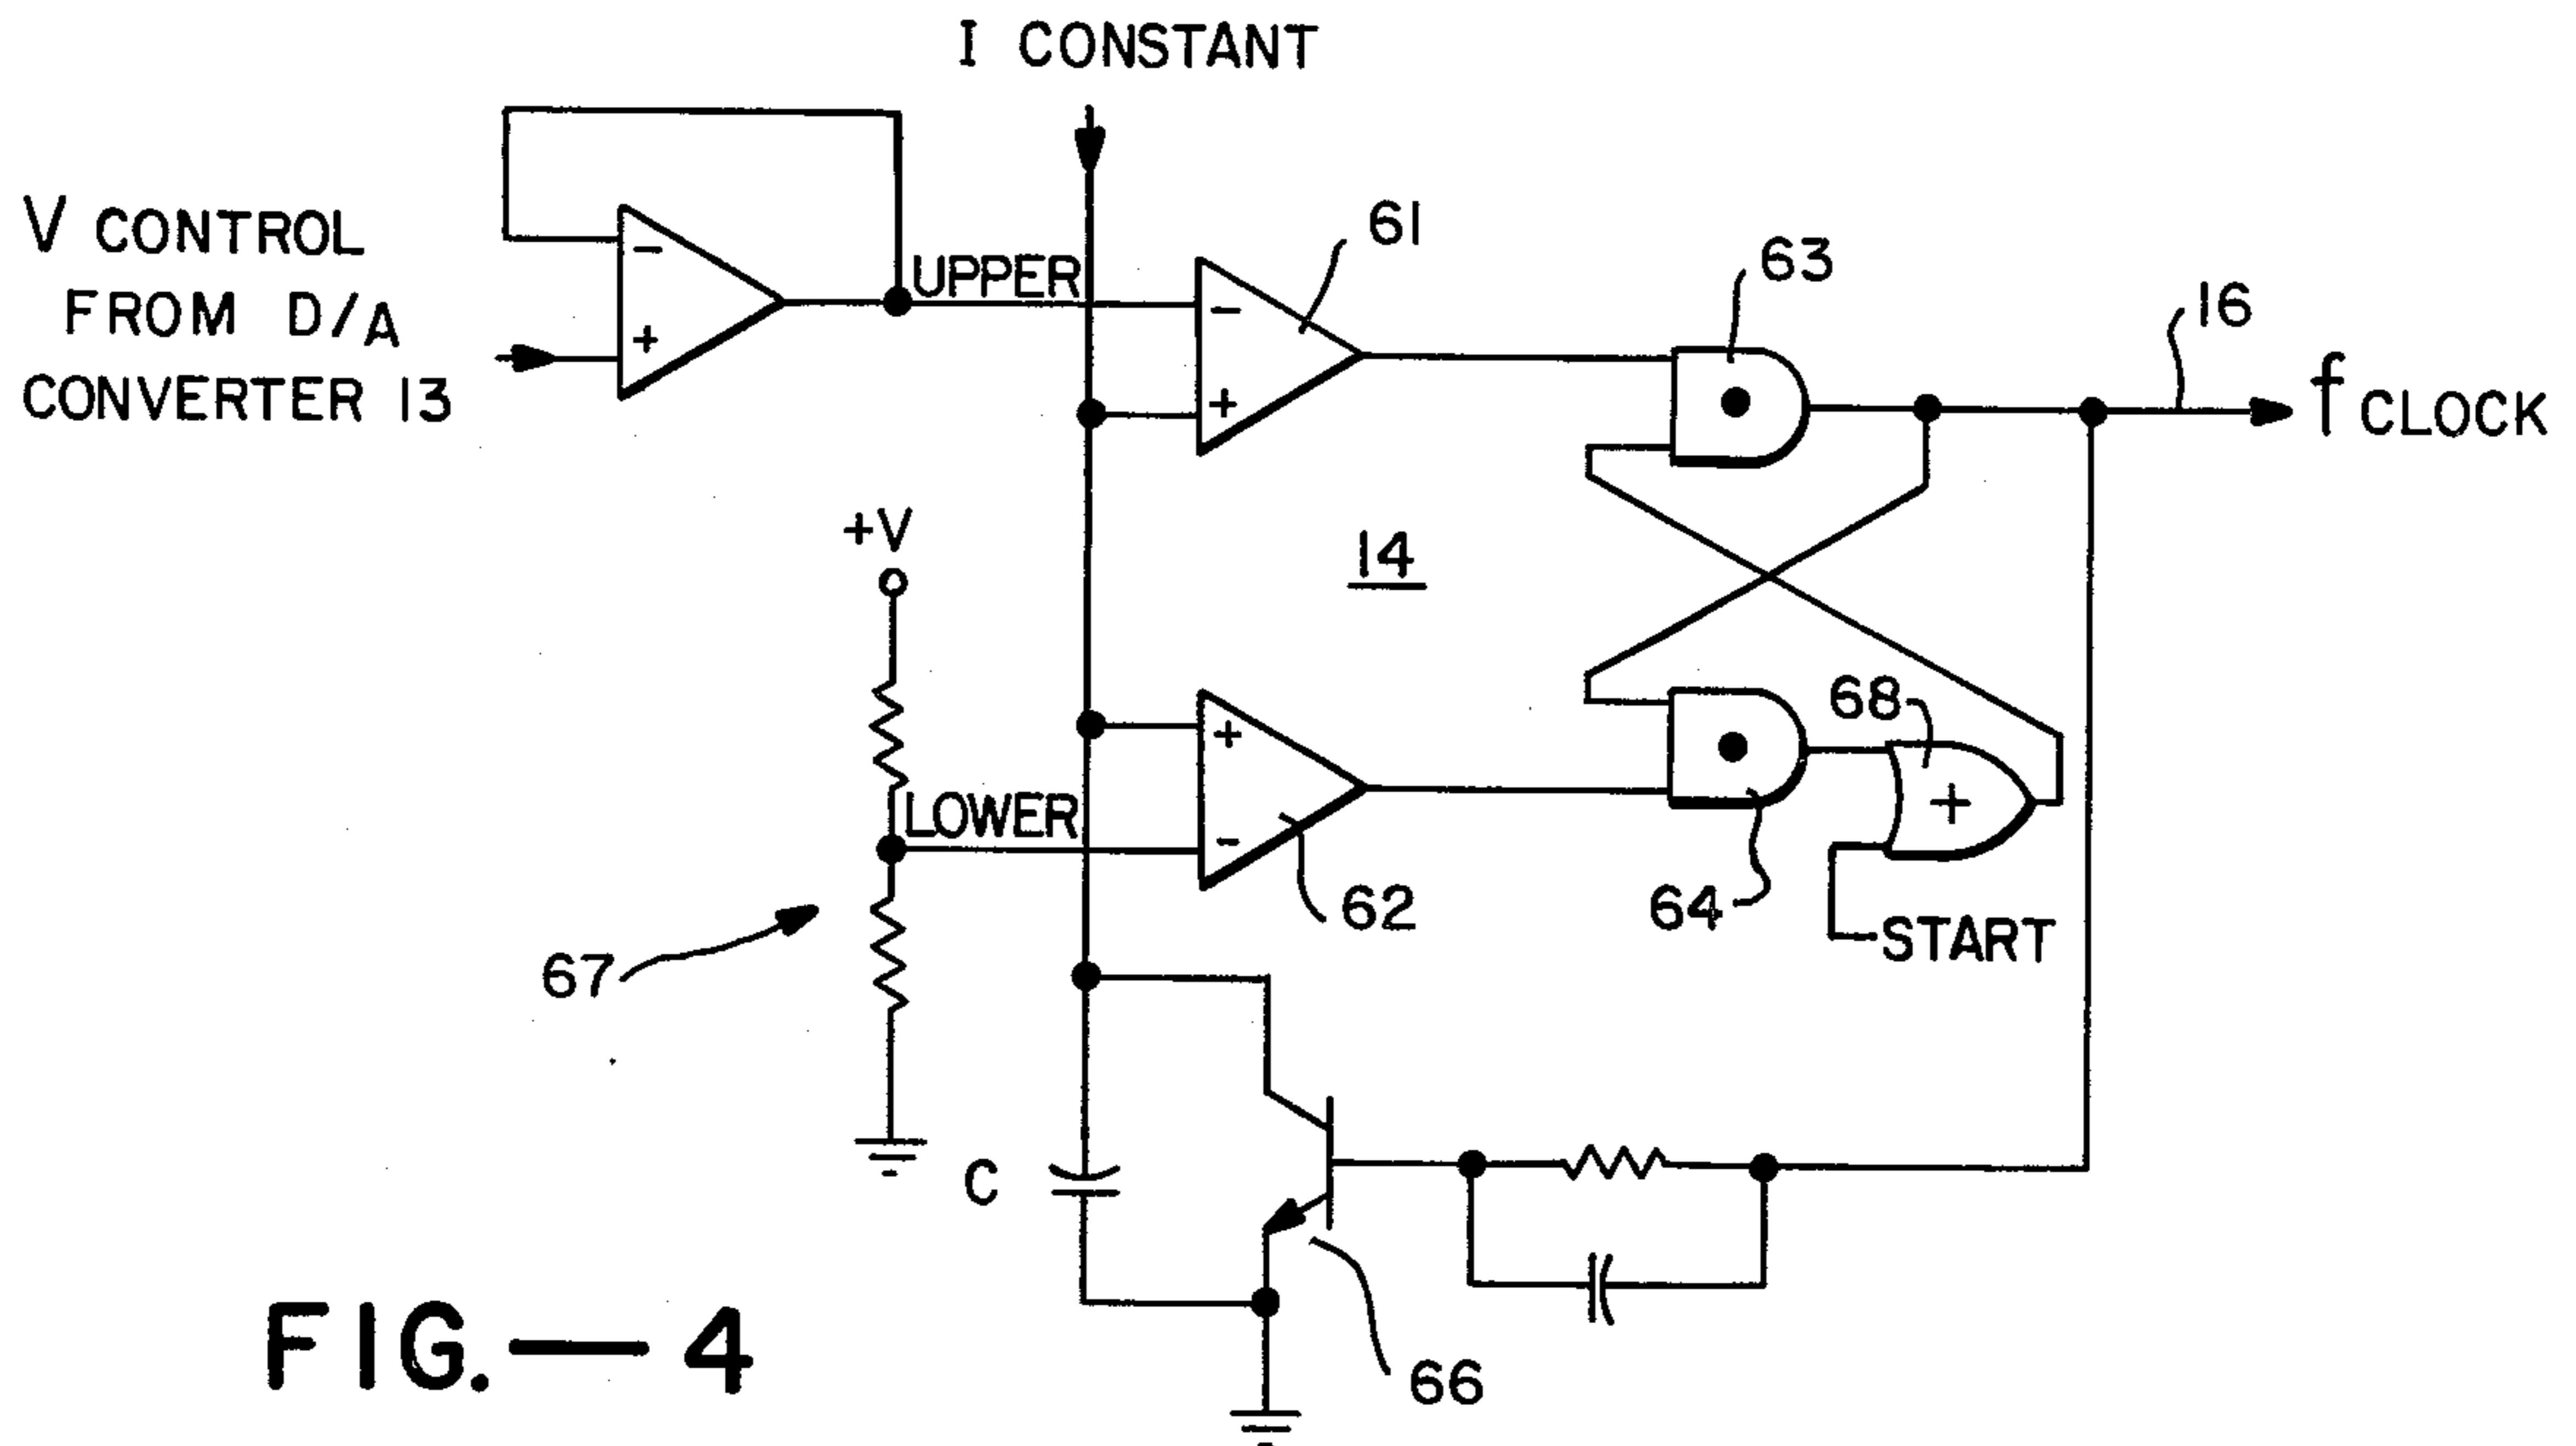 I CONSTANT
V CONTROL
FROM D/A
CONVERTER 13
-
+
UPPER
61
-
+
63
16
f CLOCK
+V
14
+
-
LOWER
62
68
+
64
START
67
C
66
FIG.—4